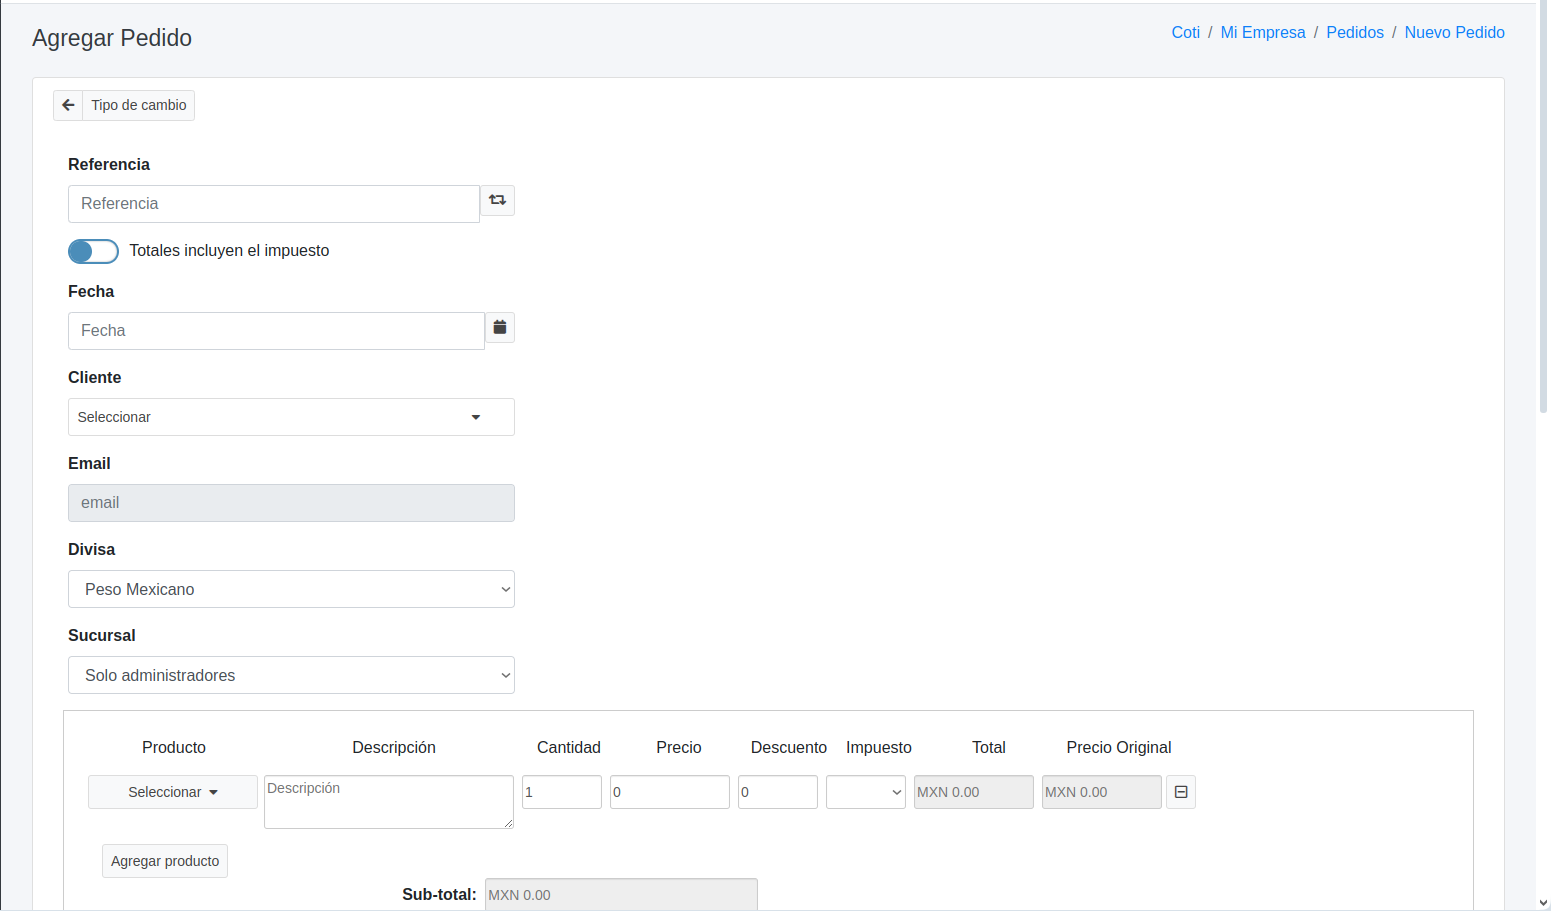 Agregar Pedido
Coti / Mi Empresa / Pedidos / Nuevo Pedido
Tipo de cambio
Referencia
Referencia
Totales incluyen el impuesto
Fecha
Fecha
Cliente
Seleccionar
Email
email
Divisa
Peso Mexicano
Sucursal
Solo administradores
Producto Descripción Cantidad Precio Descuento Impuesto Total Precio Original
Seleccionar Descripción 1 0 0 MXN 0.00 MXN 0.00
Agregar producto
Sub-total: MXN 0.00